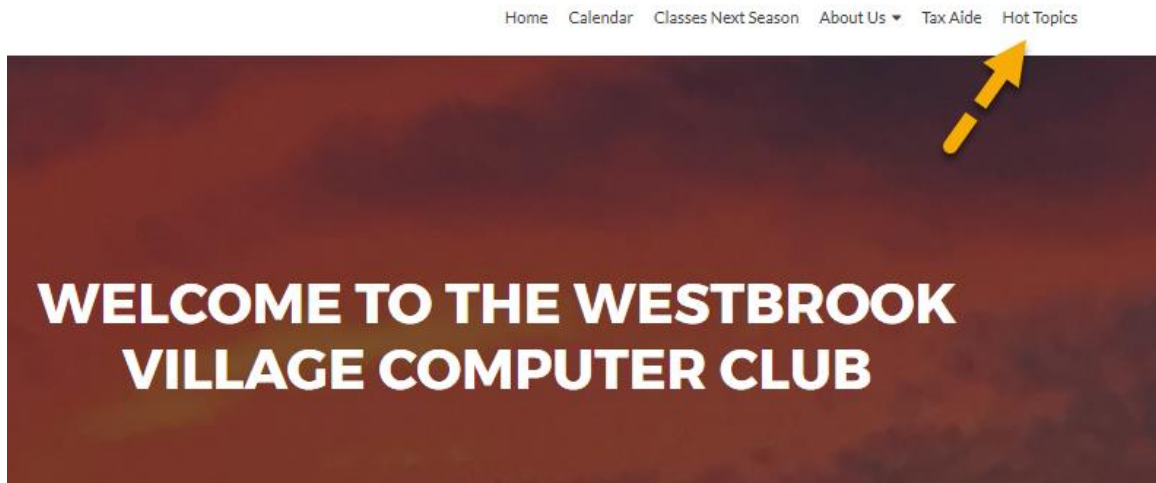 Home Calendar Classes Next Season About Us Tax Aide Hot Topics
WELCOME TO THE WESTBROOK
VILLAGE COMPUTER CLUB